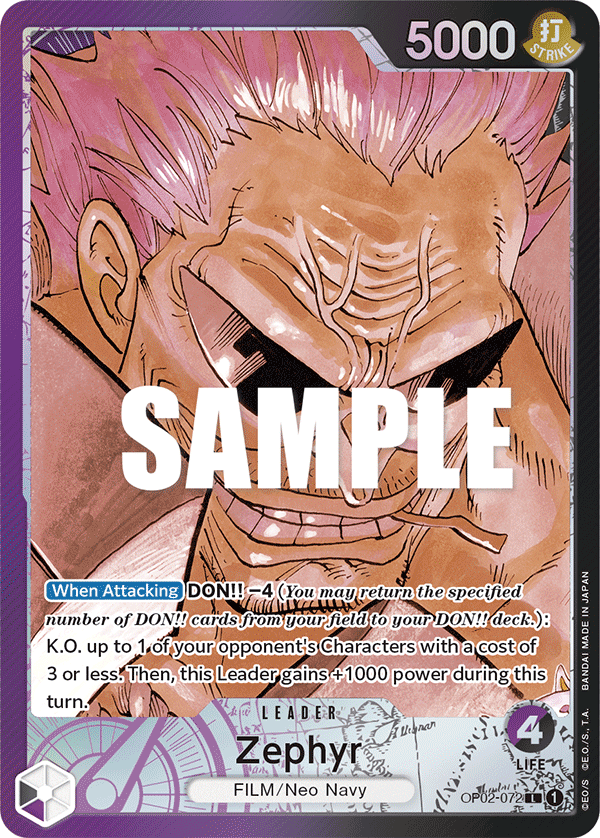 5000
打
STRIKE
SAMPLE
When Attacking DON!! −4 (You may return the specified
number of DON!! cards from your field to your DON!! deck.):
K.O. up to 1 of your opponent's Characters with a cost of
3 or less. Then, this Leader gains +1000 power during this
turn.
LEADER
Zephyr
FILM/Neo Navy
4
LIFE
OP02-072 L 1
©E.O/S ©E.O./S., T.A. BANDAI MADE IN JAPAN